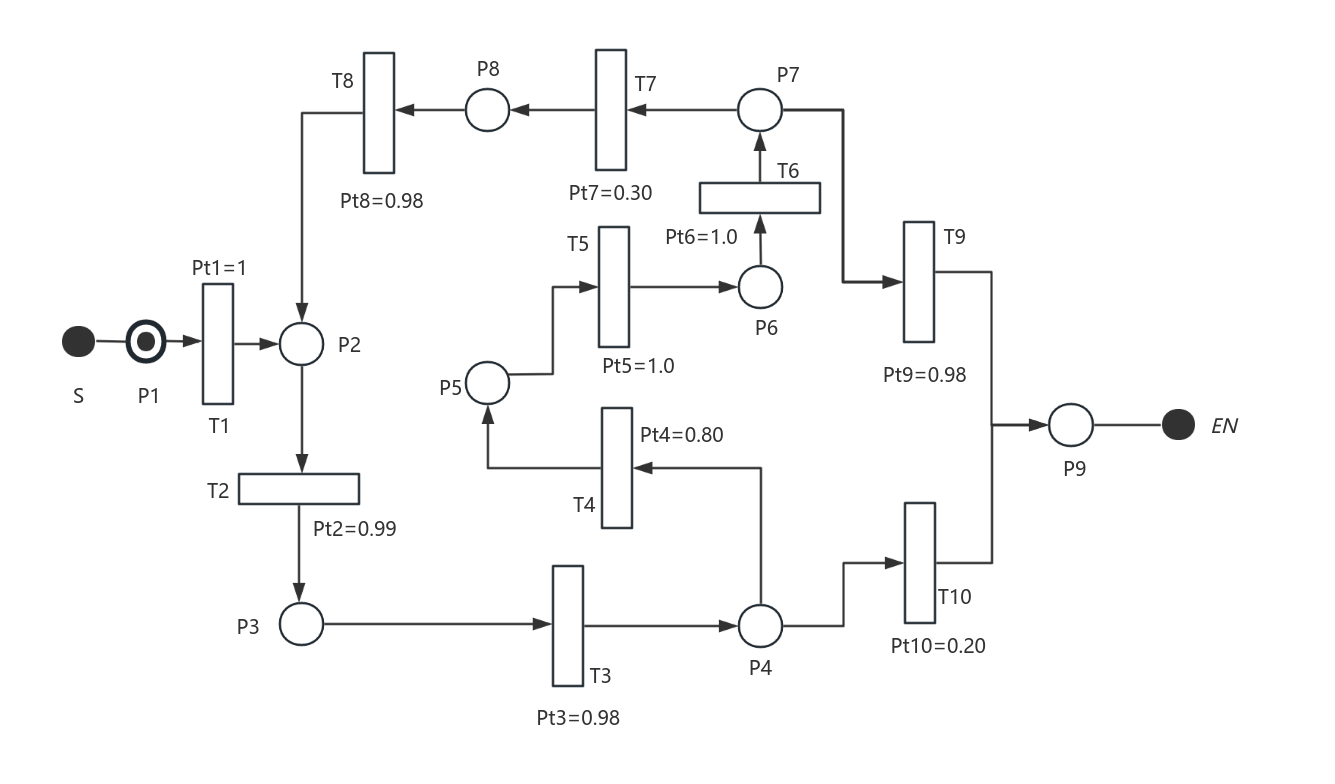 P8
P7
T8
T7
T6
Pt8=0.98
Pt7=0.30
Pt6=1.0
T5
T9
Pt1=1
P6
P2
Pt5=1.0
Pt9=0.98
P5
S
P1
T1
Pt4=0.80
EN
P9
T2
T4
Pt2=0.99
T10
P3
Pt10=0.20
P4
T3
Pt3=0.98